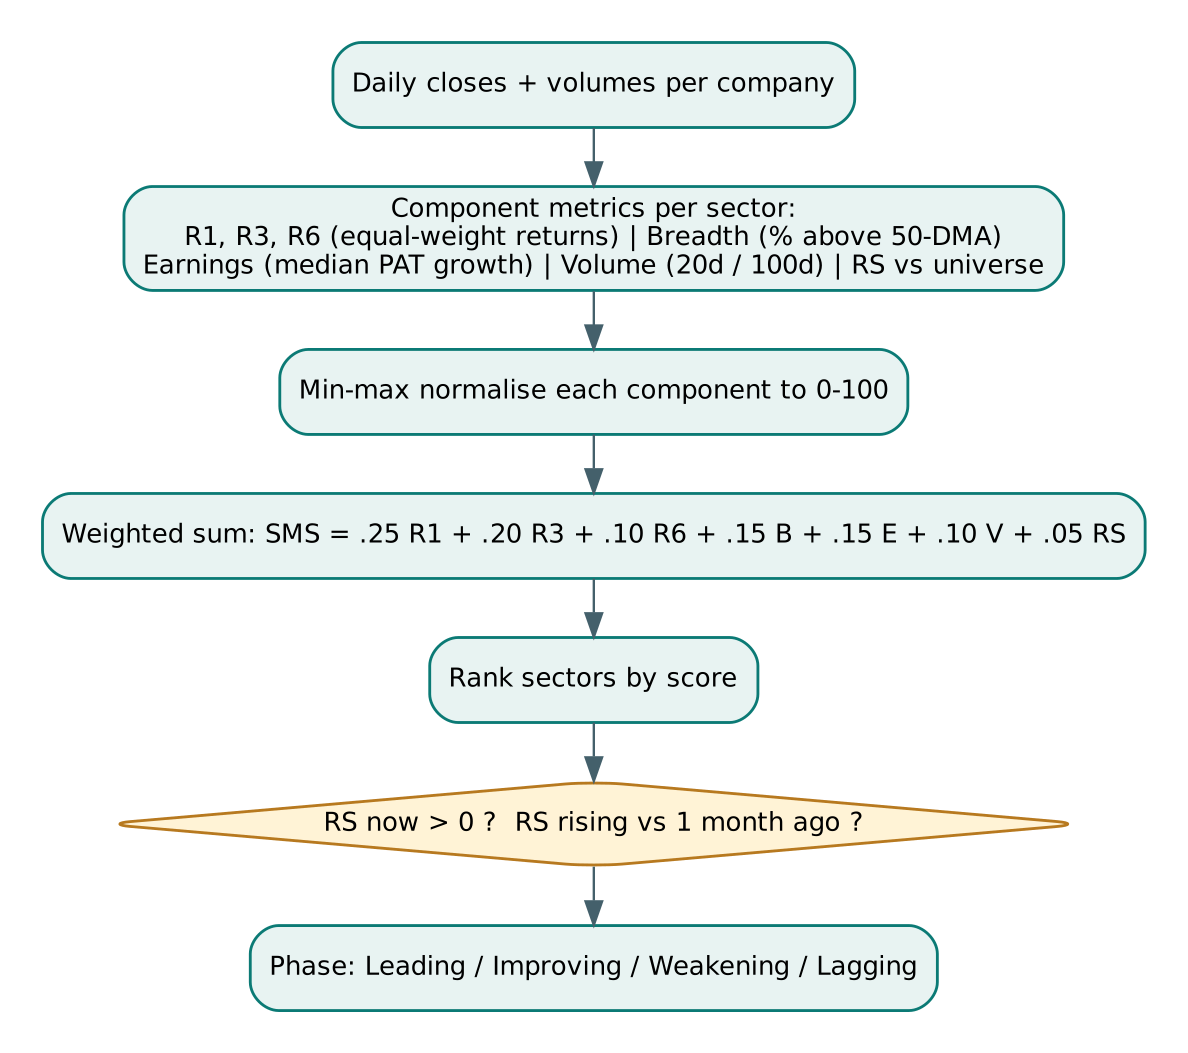 Daily closes + volumes per company
Component metrics per sector:
R1, R3, R6 (equal-weight returns) | Breadth (% above 50-DMA)
Earnings (median PAT growth) | Volume (20d / 100d) | RS vs universe
Min-max normalise each component to 0-100
Weighted sum: SMS = .25 R1 + .20 R3 + .10 R6 + .15 B + .15 E + .10 V + .05 RS
Rank sectors by score
RS now > 0 ?  RS rising vs 1 month ago ?
Phase: Leading / Improving / Weakening / Lagging